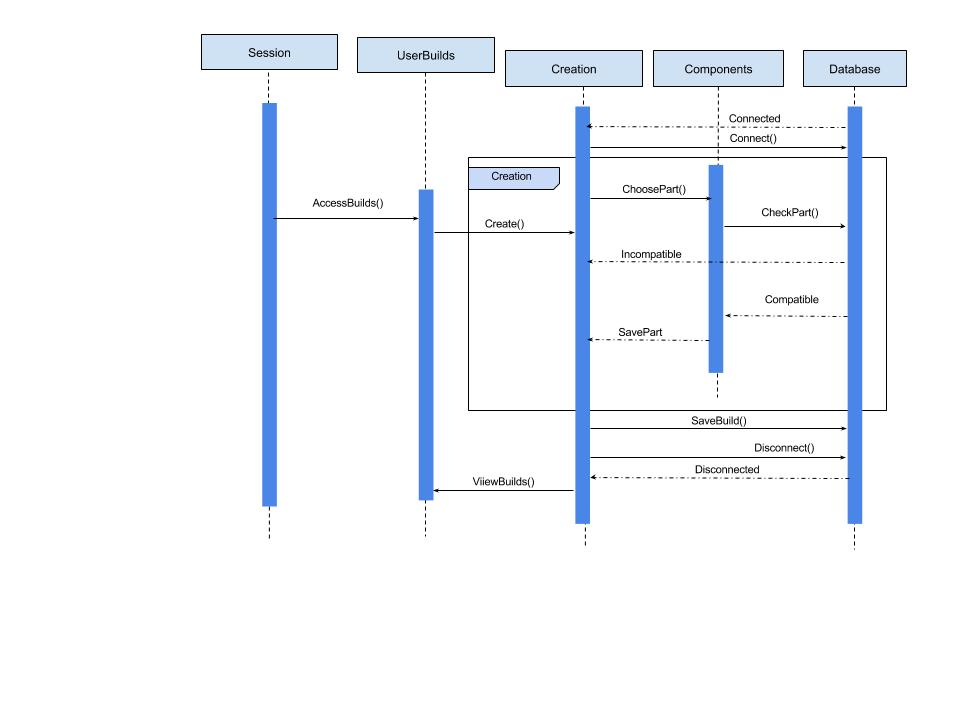 Session
UserBuilds
Creation
Components
Database
Connected
Connect()
Creation
ChoosePart()
AccessBuilds()
CheckPart()
Create()
Incompatible
Compatible
SavePart
SaveBuild()
Disconnect()
Disconnected
ViiewBuilds()